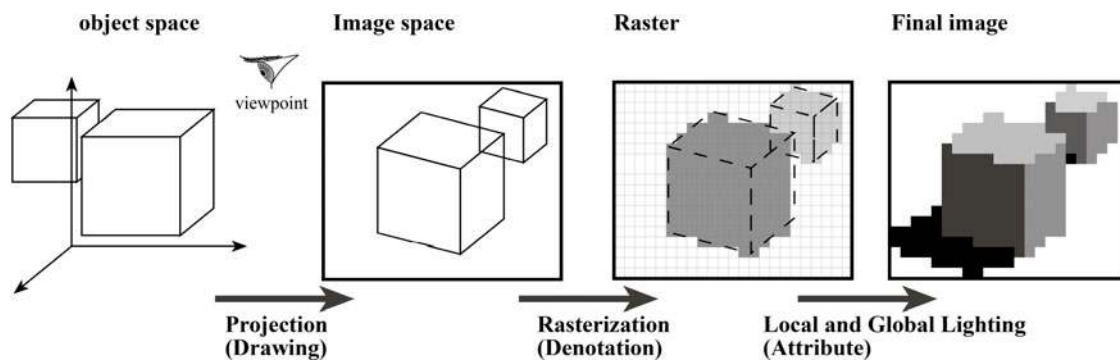 object space
Image space
Raster
Final image
viewpoint
Projection
(Drawing)
Rasterization
(Denotation)
Local and Global Lighting
(Attribute)